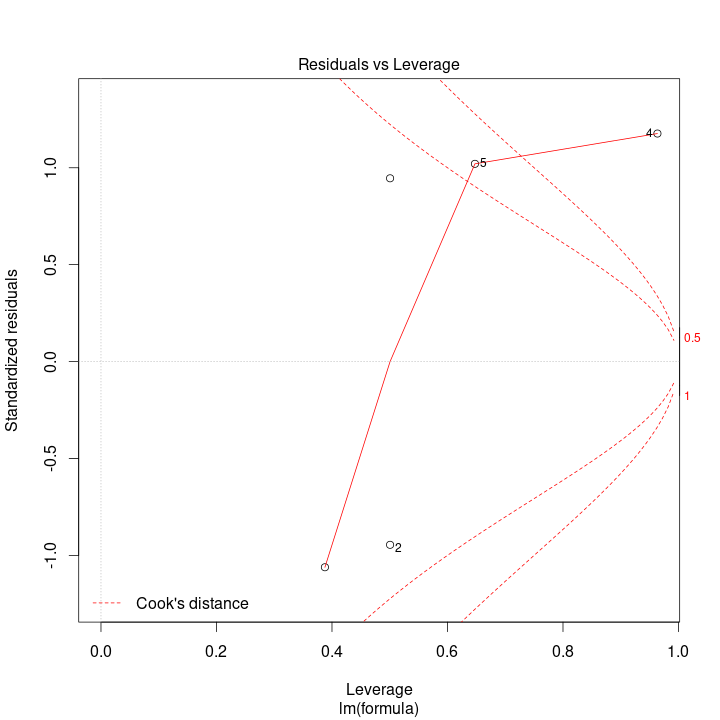 Residuals vs Leverage
4
5
1.0
0.5
0.5
0.0
1
-0.5
2
-1.0
Standardized residuals
Cook's distance
0.0 0.2 0.4 0.6 0.8 1.0
Leverage
lm(formula)